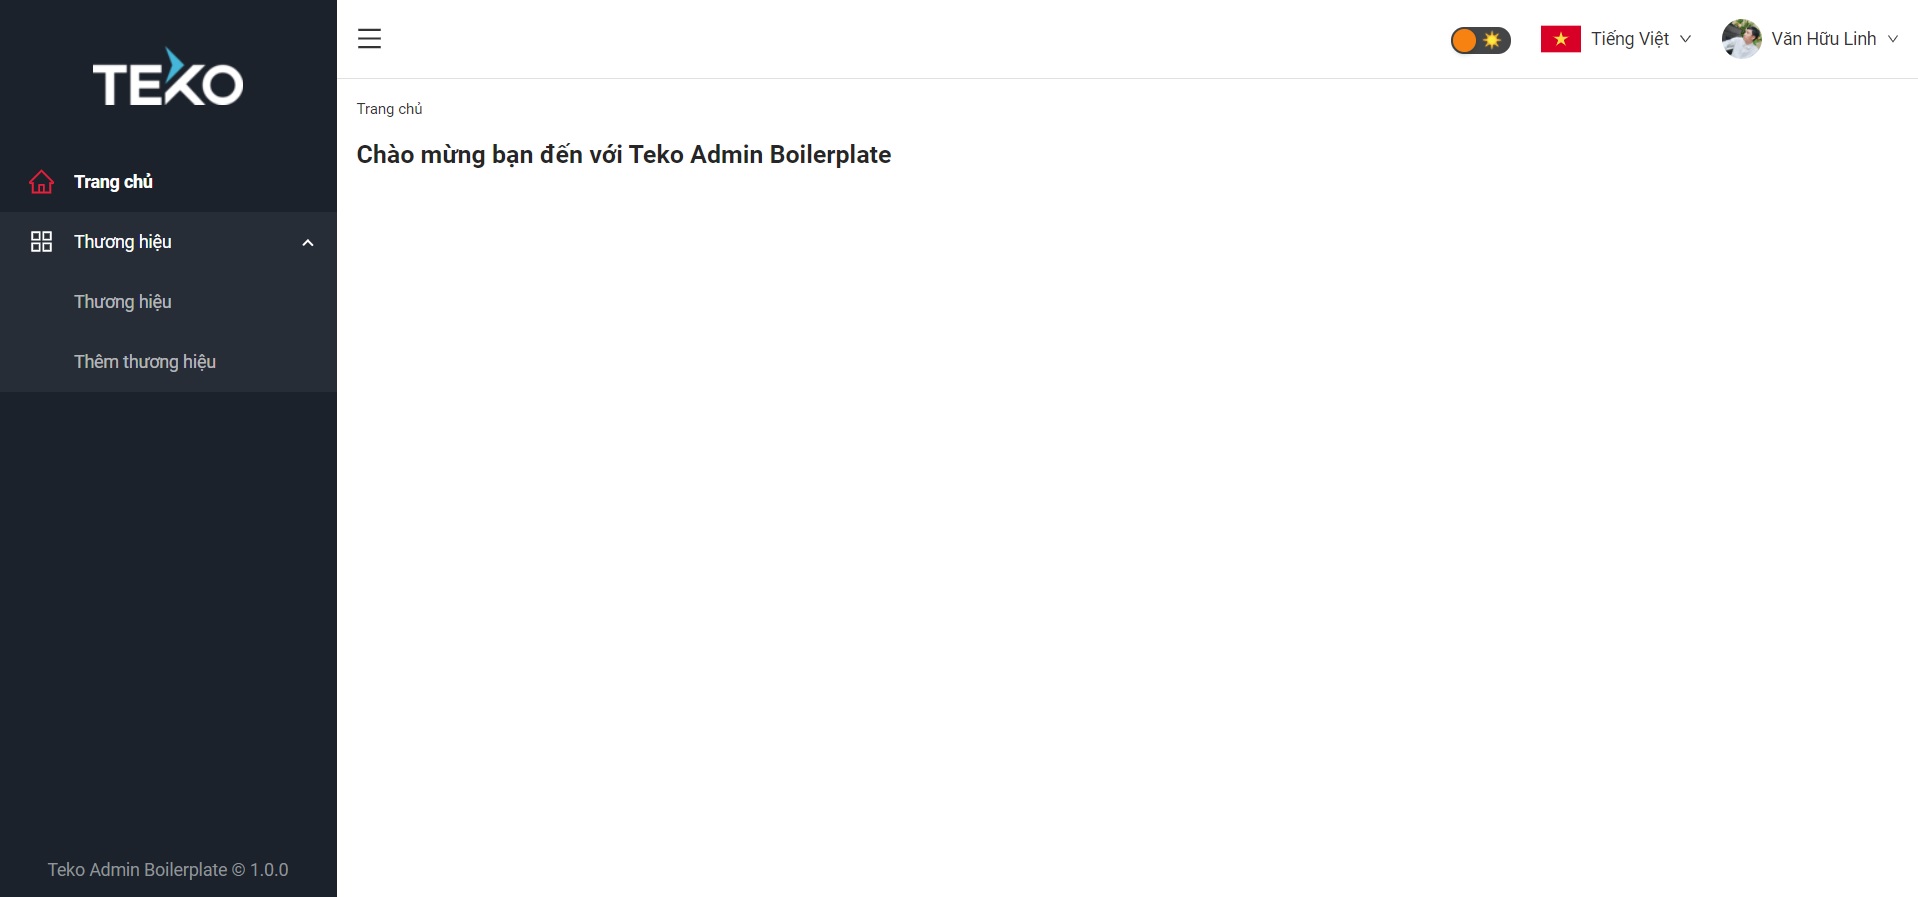 TEKO
Trang chủ
Thương hiệu
Thương hiệu
Thêm thương hiệu
Teko Admin Boilerplate © 1.0.0
Tiếng Việt
Văn Hữu Linh
Trang chủ
Chào mừng bạn đến với Teko Admin Boilerplate